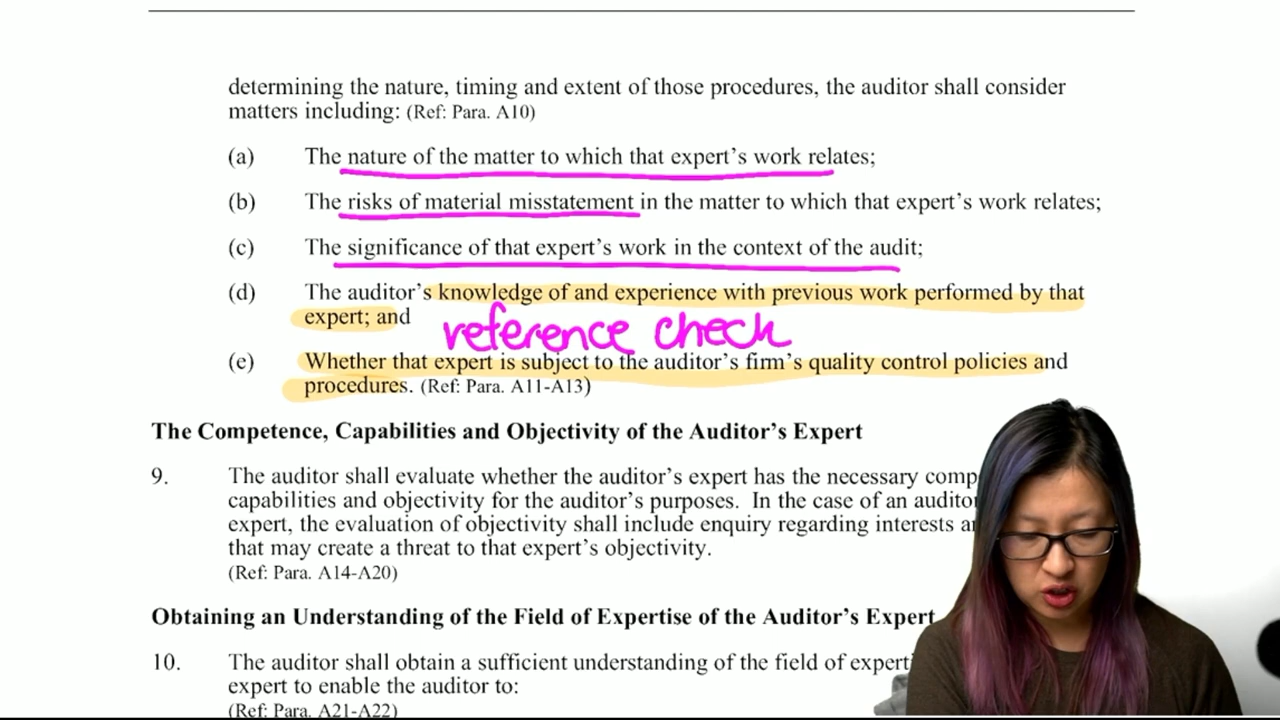 determining the nature, timing and extent of those procedures, the auditor shall consider
matters including: (Ref: Para. A10)
(a) The nature of the matter to which that expert's work relates;
(b) The risks of material misstatement in the matter to which that expert's work relates;
(c) The significance of that expert's work in the context of the audit;
(d) The auditor's knowledge of and experience with previous work performed by that
expert; and
reference check
(e) Whether that expert is subject to the auditor's firm's quality control policies and
procedures. (Ref: Para. A11-A13)
The Competence, Capabilities and Objectivity of the Auditor's Expert
9. The auditor shall evaluate whether the auditor's expert has the necessary
capabilities and objectivity for the auditor's purposes. In the case of an
expert, the evaluation of objectivity shall include enquiry regarding interests
that may create a threat to that expert's objectivity.
(Ref: Para. A14-A20)
Obtaining an Understanding of the Field of Expertise of the Auditor's Expert
10. The auditor shall obtain a sufficient understanding of the field of
expert to enable the auditor to:
(Ref: Para. A21-A22)